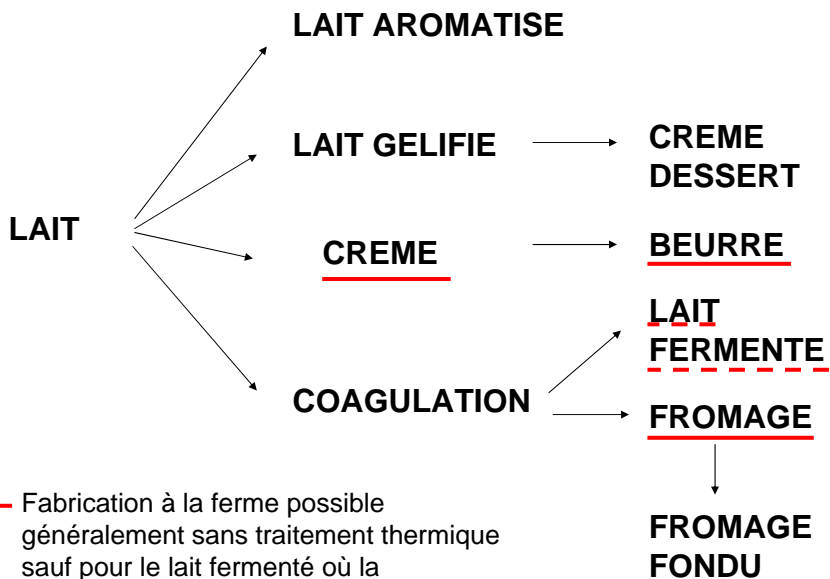 LAIT AROMATISE
LAIT GELIFIE
CREME
DESSERT
LAIT
CREME
BEURRE
LAIT
FERMENTE
COAGULATION
FROMAGE
Fabrication à la ferme possible
généralement sans traitement thermique
sauf pour le lait fermenté où la
FROMAGE
FONDU